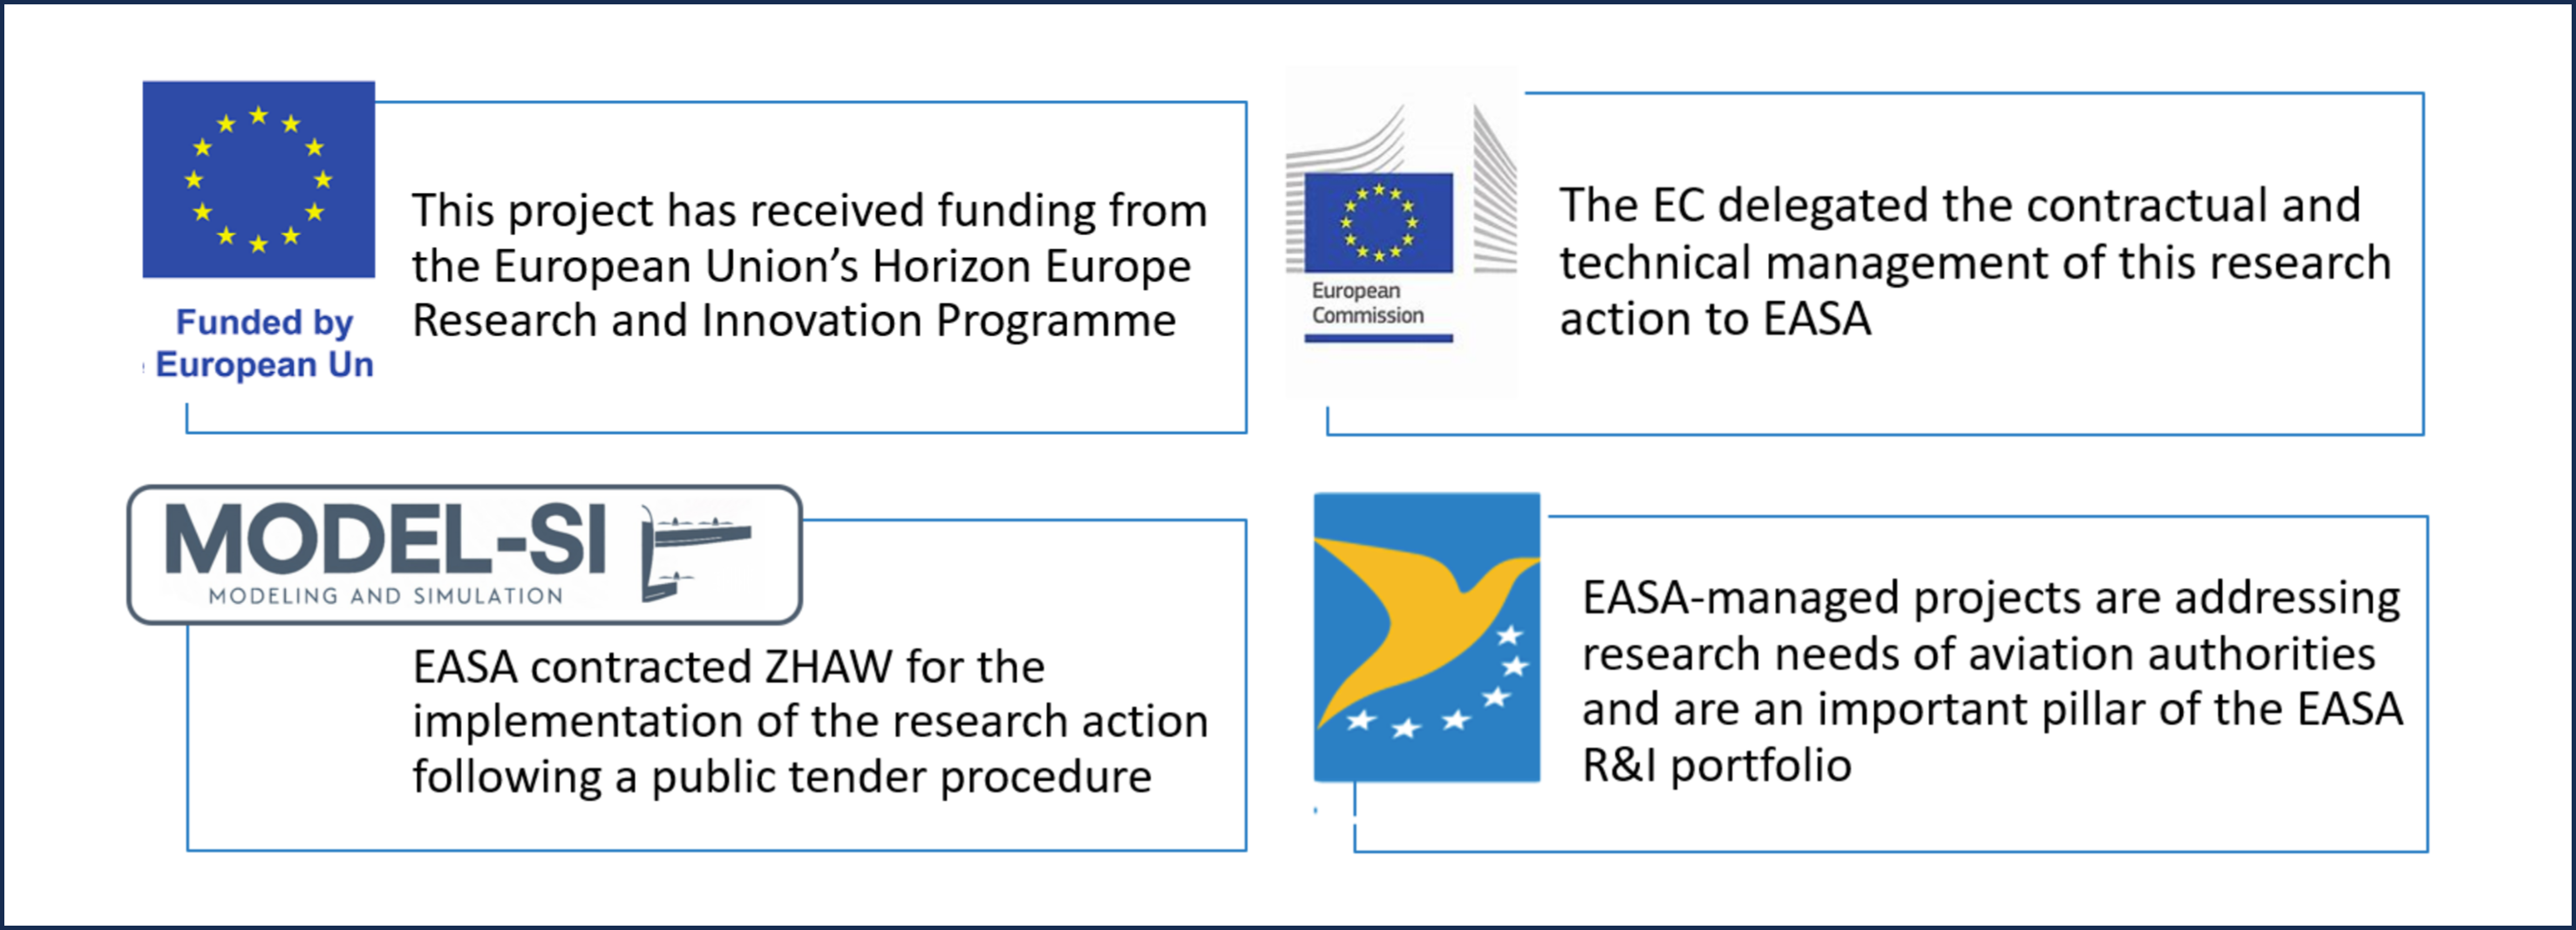 This project has received funding from
the European Union’s Horizon Europe
Research and Innovation Programme
Funded by
European Un
The EC delegated the contractual and
technical management of this research
action to EASA
European
Commission
MODEL-SI
MODELING AND SIMULATION
EASA contracted ZHAW for the
implementation of the research action
following a public tender procedure
EASA-managed projects are addressing
research needs of aviation authorities
and are an important pillar of the EASA
R&I portfolio